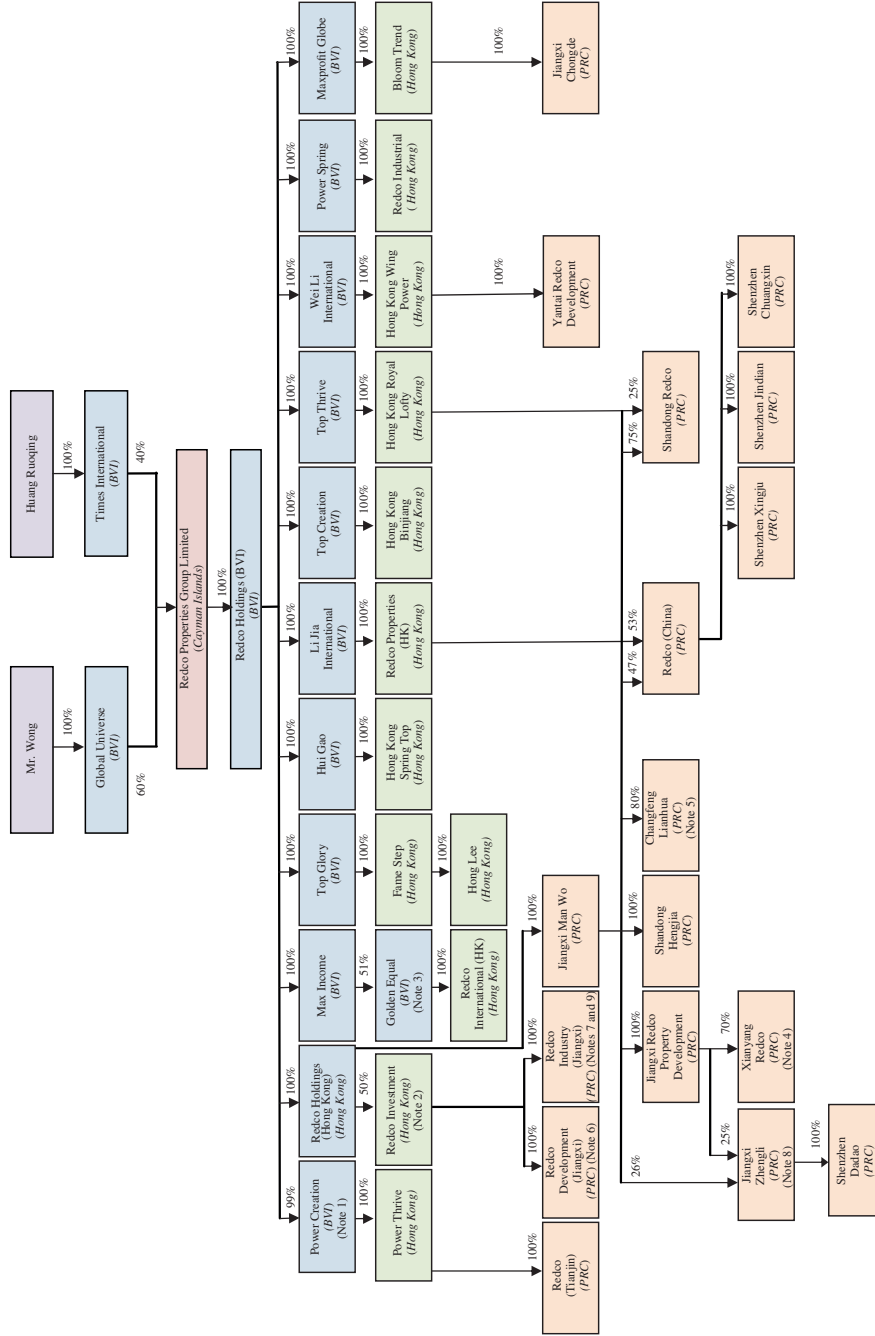 Mr. Wong
Huang Ruoqing
100%
100%
Global Universe
(BVI)
Times International
(BVI)
60%
40%
Redco Properties Group Limited
(Cayman Islands)
100%
Redco Holdings (BVI)
(BVI)
99%
100%
100%
100%
100%
100%
100%
100%
100%
100%
100%
Power Creation
(BVI)
(Note 1)
Redco Holdings
(Hong Kong)
(Hong Kong)
Max Income
(BVI)
Top Glory
(BVI)
Hui Gao
(BVI)
Li Jia
International
(BVI)
Top Creation
(BVI)
Top Thrive
(BVI)
Wei Li
International
(BVI)
Power Spring
(BVI)
Maxprofit Globe
(BVI)
100%
50%
51%
100%
100%
100%
100%
100%
100%
100%
100%
Power Thrive
(Hong Kong)
Redco Investment
(Hong Kong)
(Note 2)
Golden Equal
(BVI)
(Note 3)
Fame Step
(Hong Kong)
Hong Kong
Spring Top
(Hong Kong)
Redco Properties
(HK)
(Hong Kong)
Hong Kong
Binjiang
(Hong Kong)
Hong Kong Royal
Lofty
(Hong Kong)
Hong Kong Wing
Power
(Hong Kong)
Redco Industrial
( Hong Kong)
Bloom Trend
(Hong Kong)
100%
100%
Redco
International (HK)
(Hong Kong)
Hong Lee
(Hong Kong)
100%
100%
100%
100%
100%
100%
Redco
(Tianjin)
(PRC)
Redco
Development
(Jiangxi)
(PRC) (Note 6)
Redco
Industry
(Jiangxi)
(PRC) (Notes 7 and 9)
Jiangxi Man Wo
(PRC)
Yantai Redco
Development
(PRC)
Jiangxi
Chongde
(PRC)
26%
100%
100%
80%
47%
53%
75%
25%
Jiangxi Redco
Property
Development
(PRC)
Shandong
Hengjia
(PRC)
Changfeng
Lianhua
(PRC)
(Note 5)
Redco (China)
(PRC)
Shandong Redco
(PRC)
25%
70%
100%
100%
100%
Jiangxi
Zhengli
(PRC)
(Note 8)
Xianyang
Redco
(PRC)
(Note 4)
Shenzhen Xingju
(PRC)
Shenzhen Jindian
(PRC)
Shenzhen
Chuangxin
(PRC)
100%
Shenzhen
Dadao
(PRC)